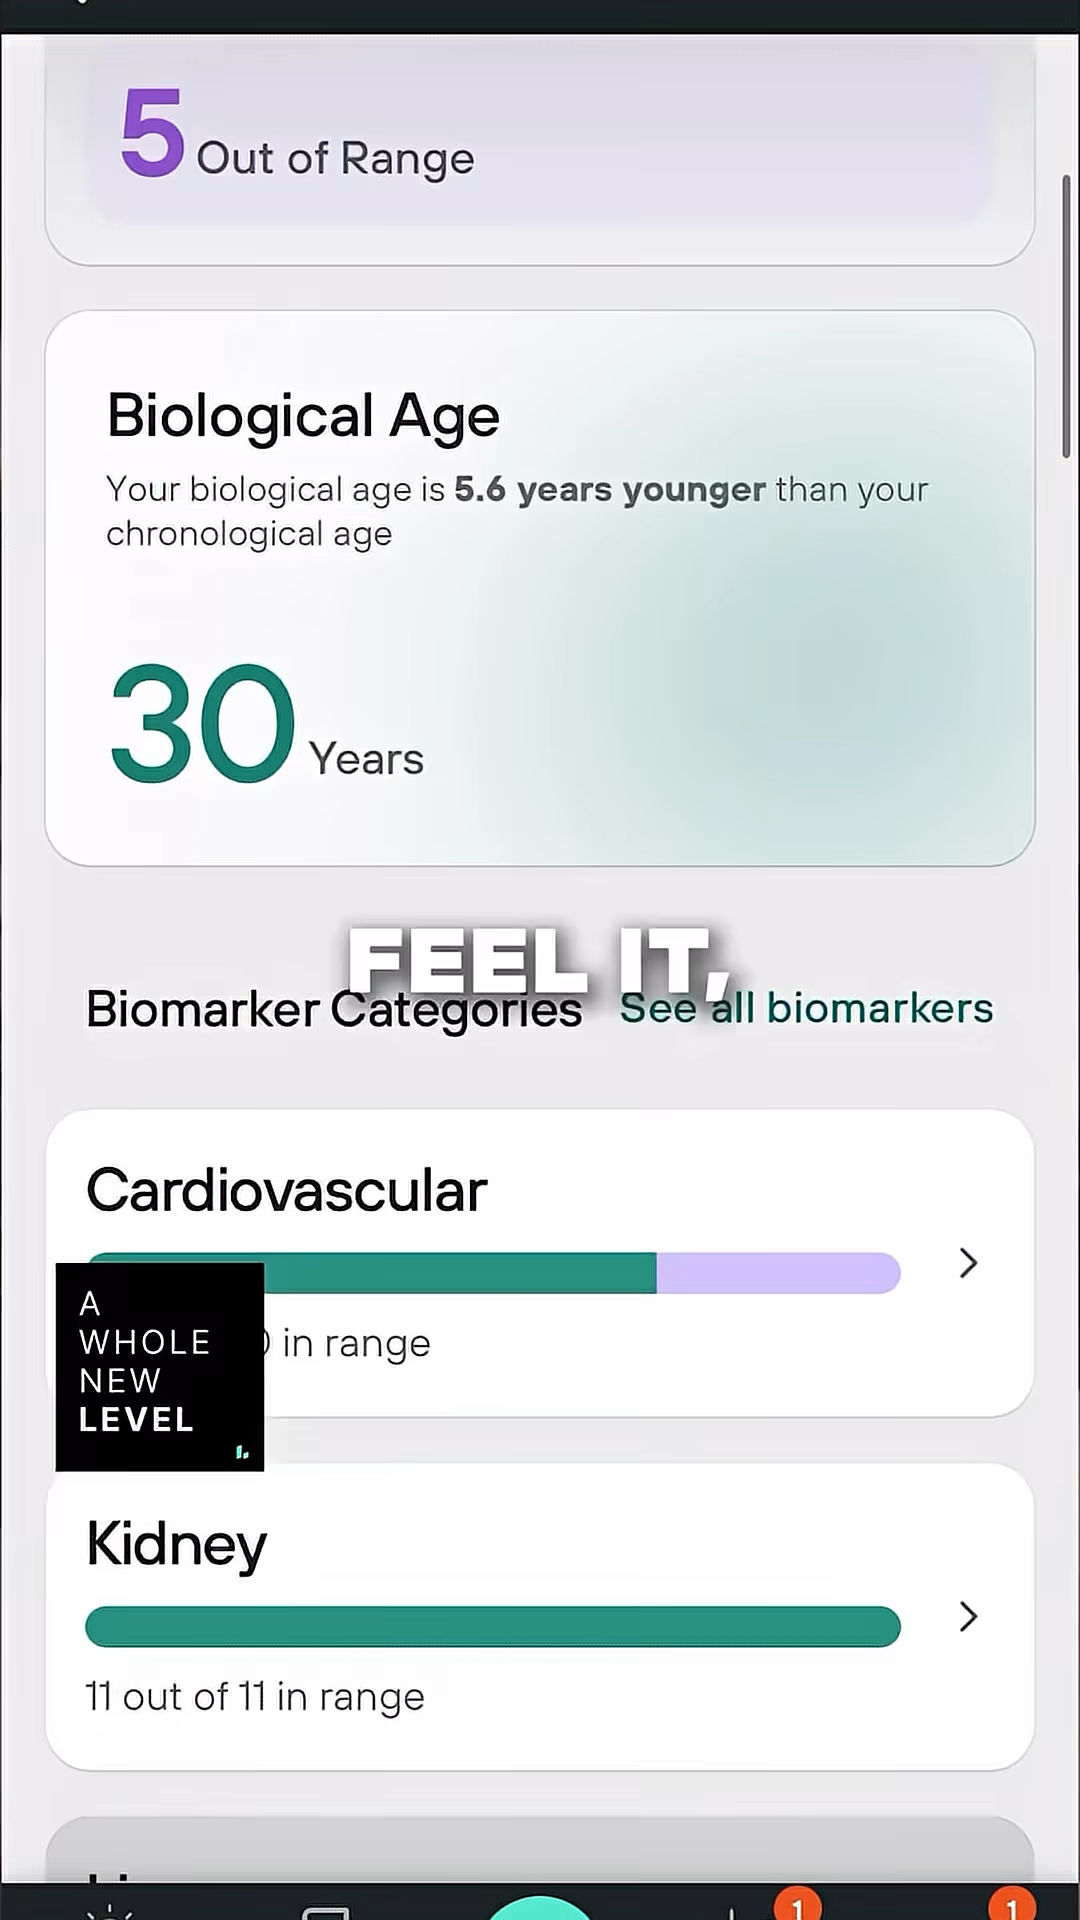 5 Out of Range
Biological Age
Your biological age is 5.6 years younger than your
chronological age
30 Years
FEEL IT,
Biomarker Categories
See all biomarkers
Cardiovascular
in range
A
WHOLE
NEW
LEVEL
Kidney
11 out of 11 in range
1
1